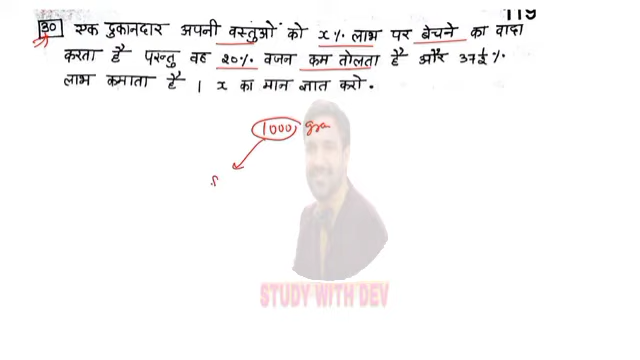 119
30 एक दुकानदार अपनी वस्तुओं को x% लाभ पर बेचने का वादा
करता है परन्तु वह 20% वजन कम तोलता है और 37½%
लाभ कमाता है । x का मान ज्ञात करो .
1000 gra
STUDY WITH DEV